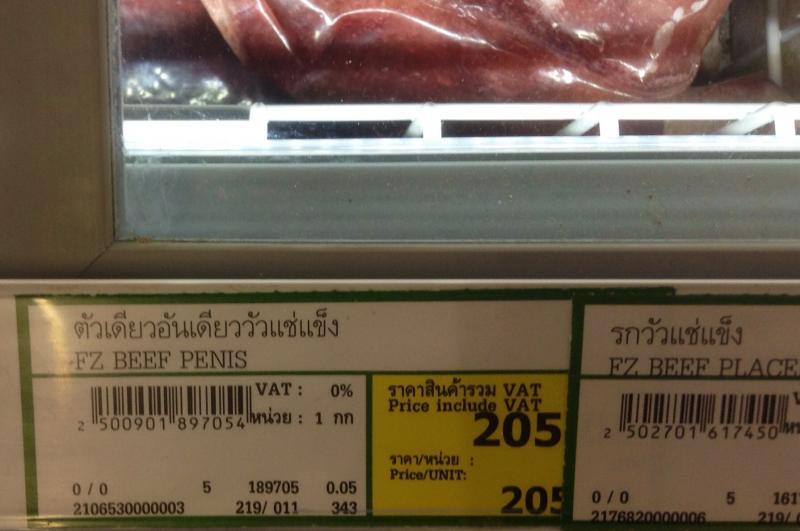 ตัวเดียวอันเดียววัวแช่แข็ง
FZ BEEF PENIS
VAT : 0%
2 500901 897054
หน่วย : 1 กก
0 / 0 5 189705 0.05
2106530000003 219/ 011 343
ราคาสินค้ารวม VAT
Price include VAT
205
ราคา/หน่วย :
Price/UNIT:
205
รกวัวแช่แข็ง
FZ BEEF PLACE
2 502701 617450
0 / 0 5 161
2176820000006 219/